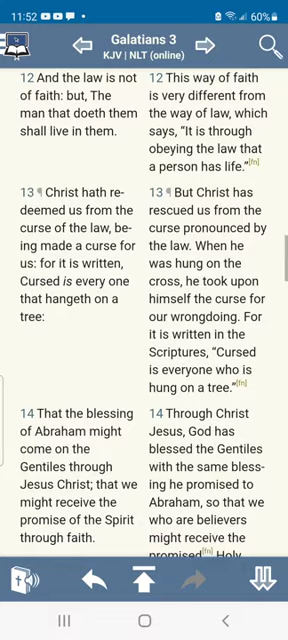 11:52
60%
Galatians 3
KJV | NLT (online)
12 And the law is not
of faith: but, The
man that doeth them
shall live in them.
12 This way of faith
is very different from
the way of law, which
says, “It is through
obeying the law that
a person has life.”[fn]
13 ¶ Christ hath re-
deemed us from the
curse of the law, be-
ing made a curse for
us: for it is written,
Cursed is every one
that hangeth on a
tree:
13 ¶ But Christ has
rescued us from the
curse pronounced by
the law. When he
was hung on the
cross, he took upon
himself the curse for
our wrongdoing. For
it is written in the
Scriptures, “Cursed
is everyone who is
hung on a tree.”[fn]
14 That the blessing
of Abraham might
come on the
Gentiles through
Jesus Christ; that we
might receive the
promise of the Spirit
through faith.
14 Through Christ
Jesus, God has
blessed the Gentiles
with the same bless-
ing he promised to
Abraham, so that we
who are believers
might receive the
promised[fn] Holy